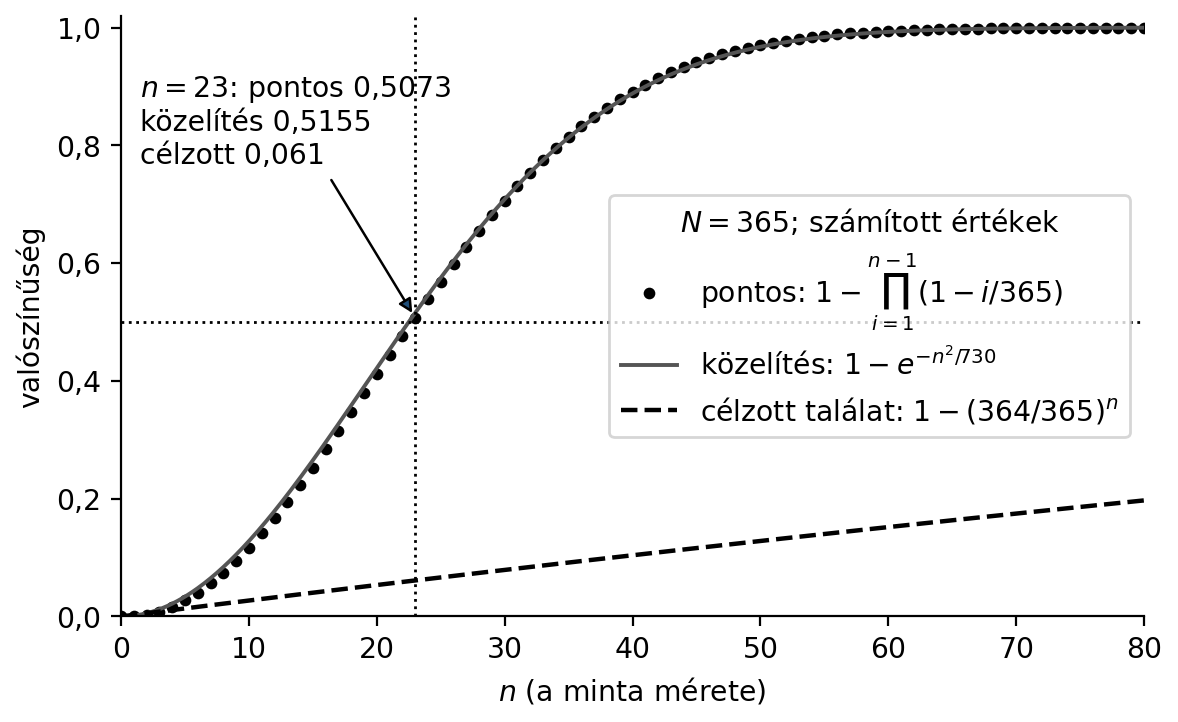 n = 23: pontos 0,5073
közelítés 0,5155
célzott 0,061
N = 365; számított értékek
pontos: 1 − ∏_{i=1}^{n−1} (1 − i/365)
közelítés: 1 − e^{−n²/730}
célzott találat: 1 − (364/365)^n
valószínűség
1,0
0,8
0,6
0,4
0,2
0,0
0 10 20 30 40 50 60 70 80
n (a minta mérete)